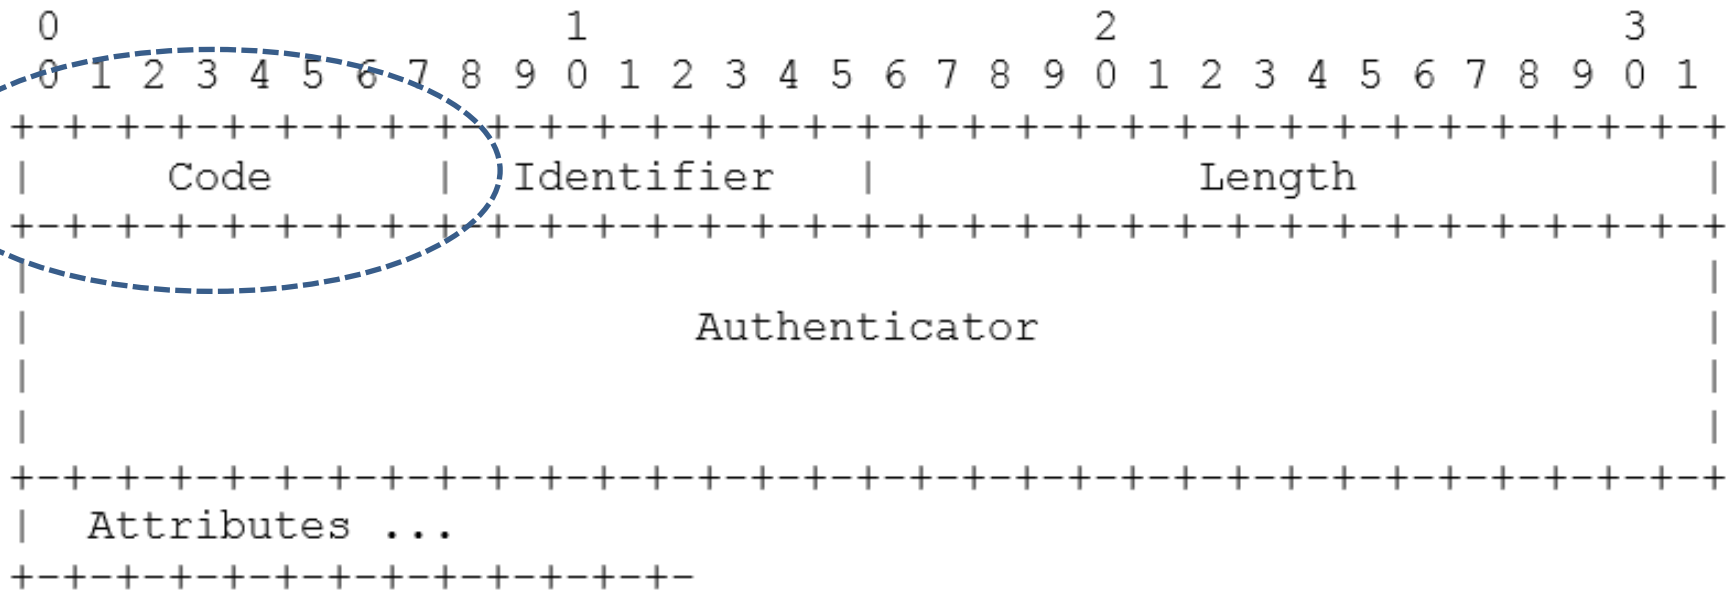 0                   1                   2                   3
 0 1 2 3 4 5 6 7 8 9 0 1 2 3 4 5 6 7 8 9 0 1 2 3 4 5 6 7 8 9 0 1
+-+-+-+-+-+-+-+-+-+-+-+-+-+-+-+-+-+-+-+-+-+-+-+-+-+-+-+-+-+-+-+-+
|     Code      |  Identifier   |            Length             |
+-+-+-+-+-+-+-+-+-+-+-+-+-+-+-+-+-+-+-+-+-+-+-+-+-+-+-+-+-+-+-+-+
|                                                               |
|                         Authenticator                         |
|                                                               |
|                                                               |
+-+-+-+-+-+-+-+-+-+-+-+-+-+-+-+-+-+-+-+-+-+-+-+-+-+-+-+-+-+-+-+-+
|  Attributes ...
+-+-+-+-+-+-+-+-+-+-+-+-+-